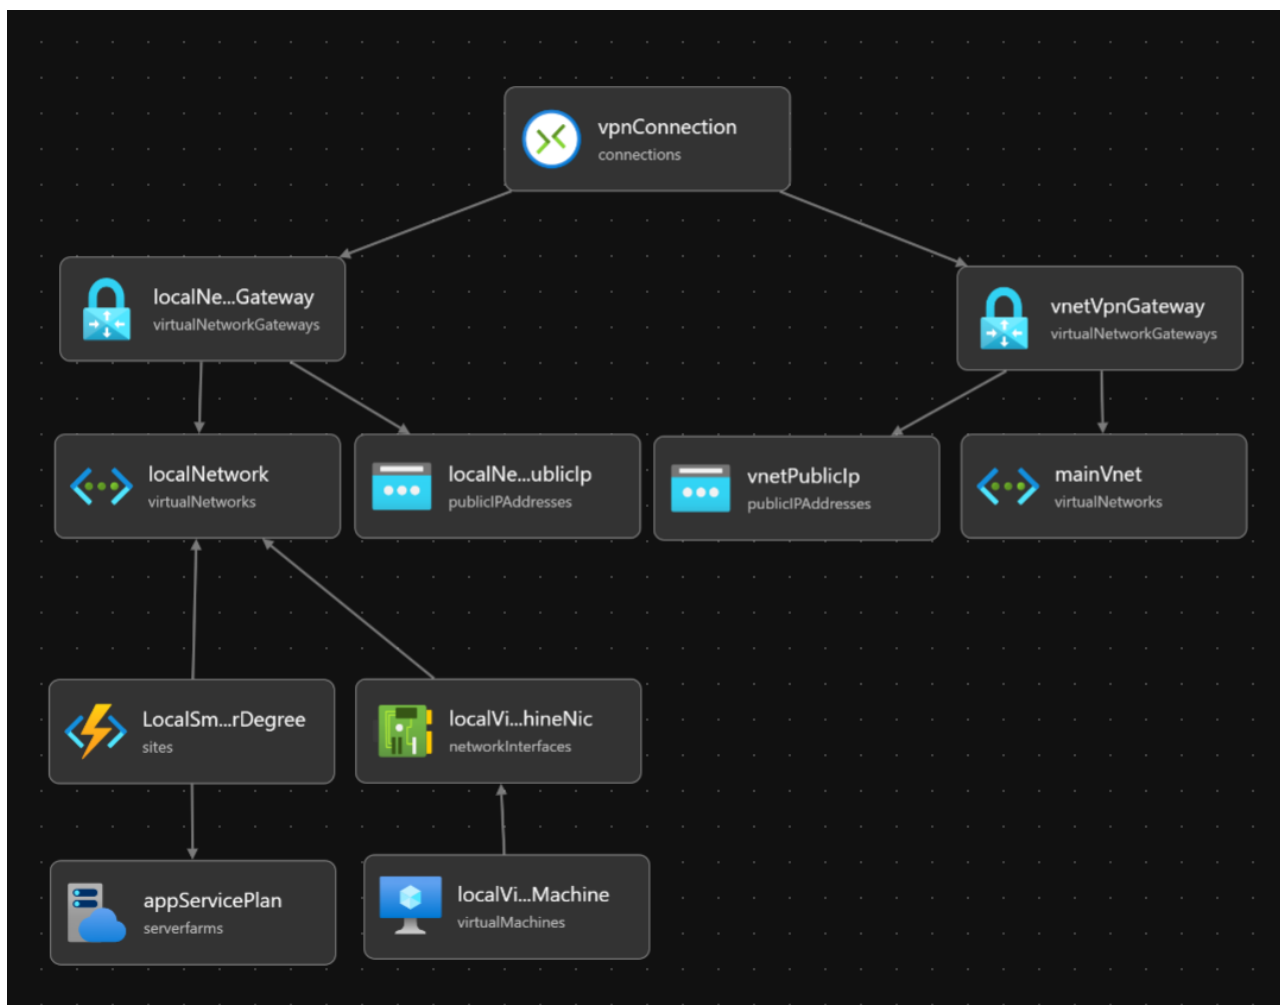 vpnConnection
connections
localNe...Gateway
virtualNetworkGateways
vnetVpnGateway
virtualNetworkGateways
localNetwork
virtualNetworks
localNe...ublicIp
publicIPAddresses
vnetPublicIp
publicIPAddresses
mainVnet
virtualNetworks
LocalSm...rDegree
sites
localVi...hineNic
networkInterfaces
appServicePlan
serverfarms
localVi...Machine
virtualMachines